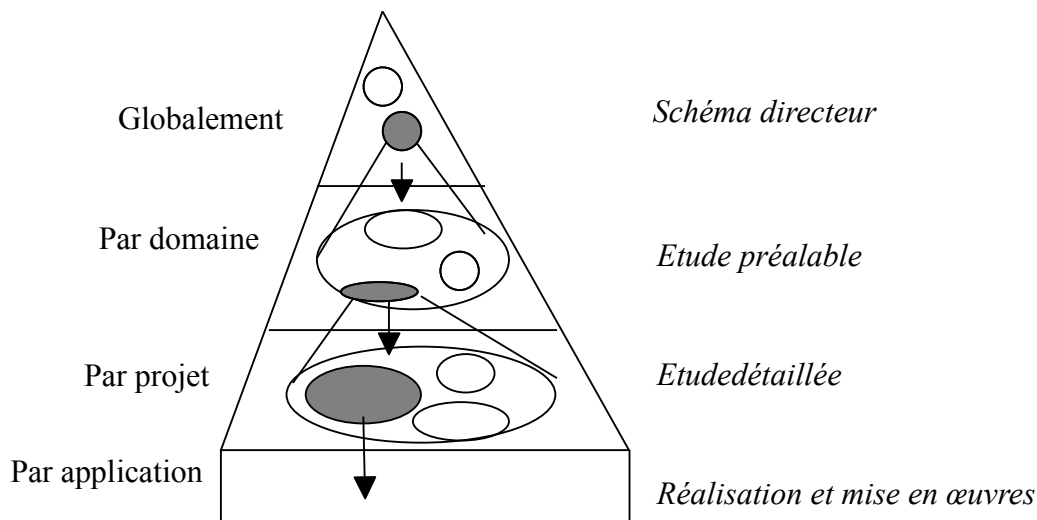 Globalement
Schéma directeur
Par domaine
Etude préalable
Par projet
Etudedétaillée
Par application
Réalisation et mise en œuvres